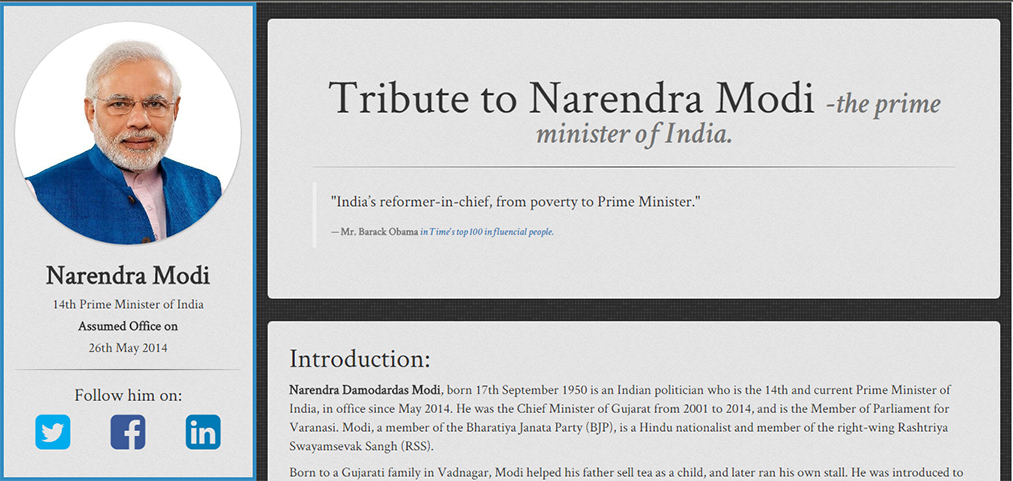 Narendra Modi
14th Prime Minister of India
Assumed Office on
26th May 2014
Follow him on:
in
Tribute to Narendra Modi -the prime
minister of India.
"India's reformer-in-chief, from poverty to Prime Minister."
— Mr. Barack Obama in Time's top 100 influencial people.
Introduction:
Narendra Damodardas Modi, born 17th September 1950 is an Indian politician who is the 14th and current Prime Minister of
India, in office since May 2014. He was the Chief Minister of Gujarat from 2001 to 2014, and is the Member of Parliament for
Varanasi. Modi, a member of the Bharatiya Janata Party (BJP), is a Hindu nationalist and member of the right-wing Rashtriya
Swayamsevak Sangh (RSS).
Born to a Gujarati family in Vadnagar, Modi helped his father sell tea as a child, and later ran his own stall. He was introduced to